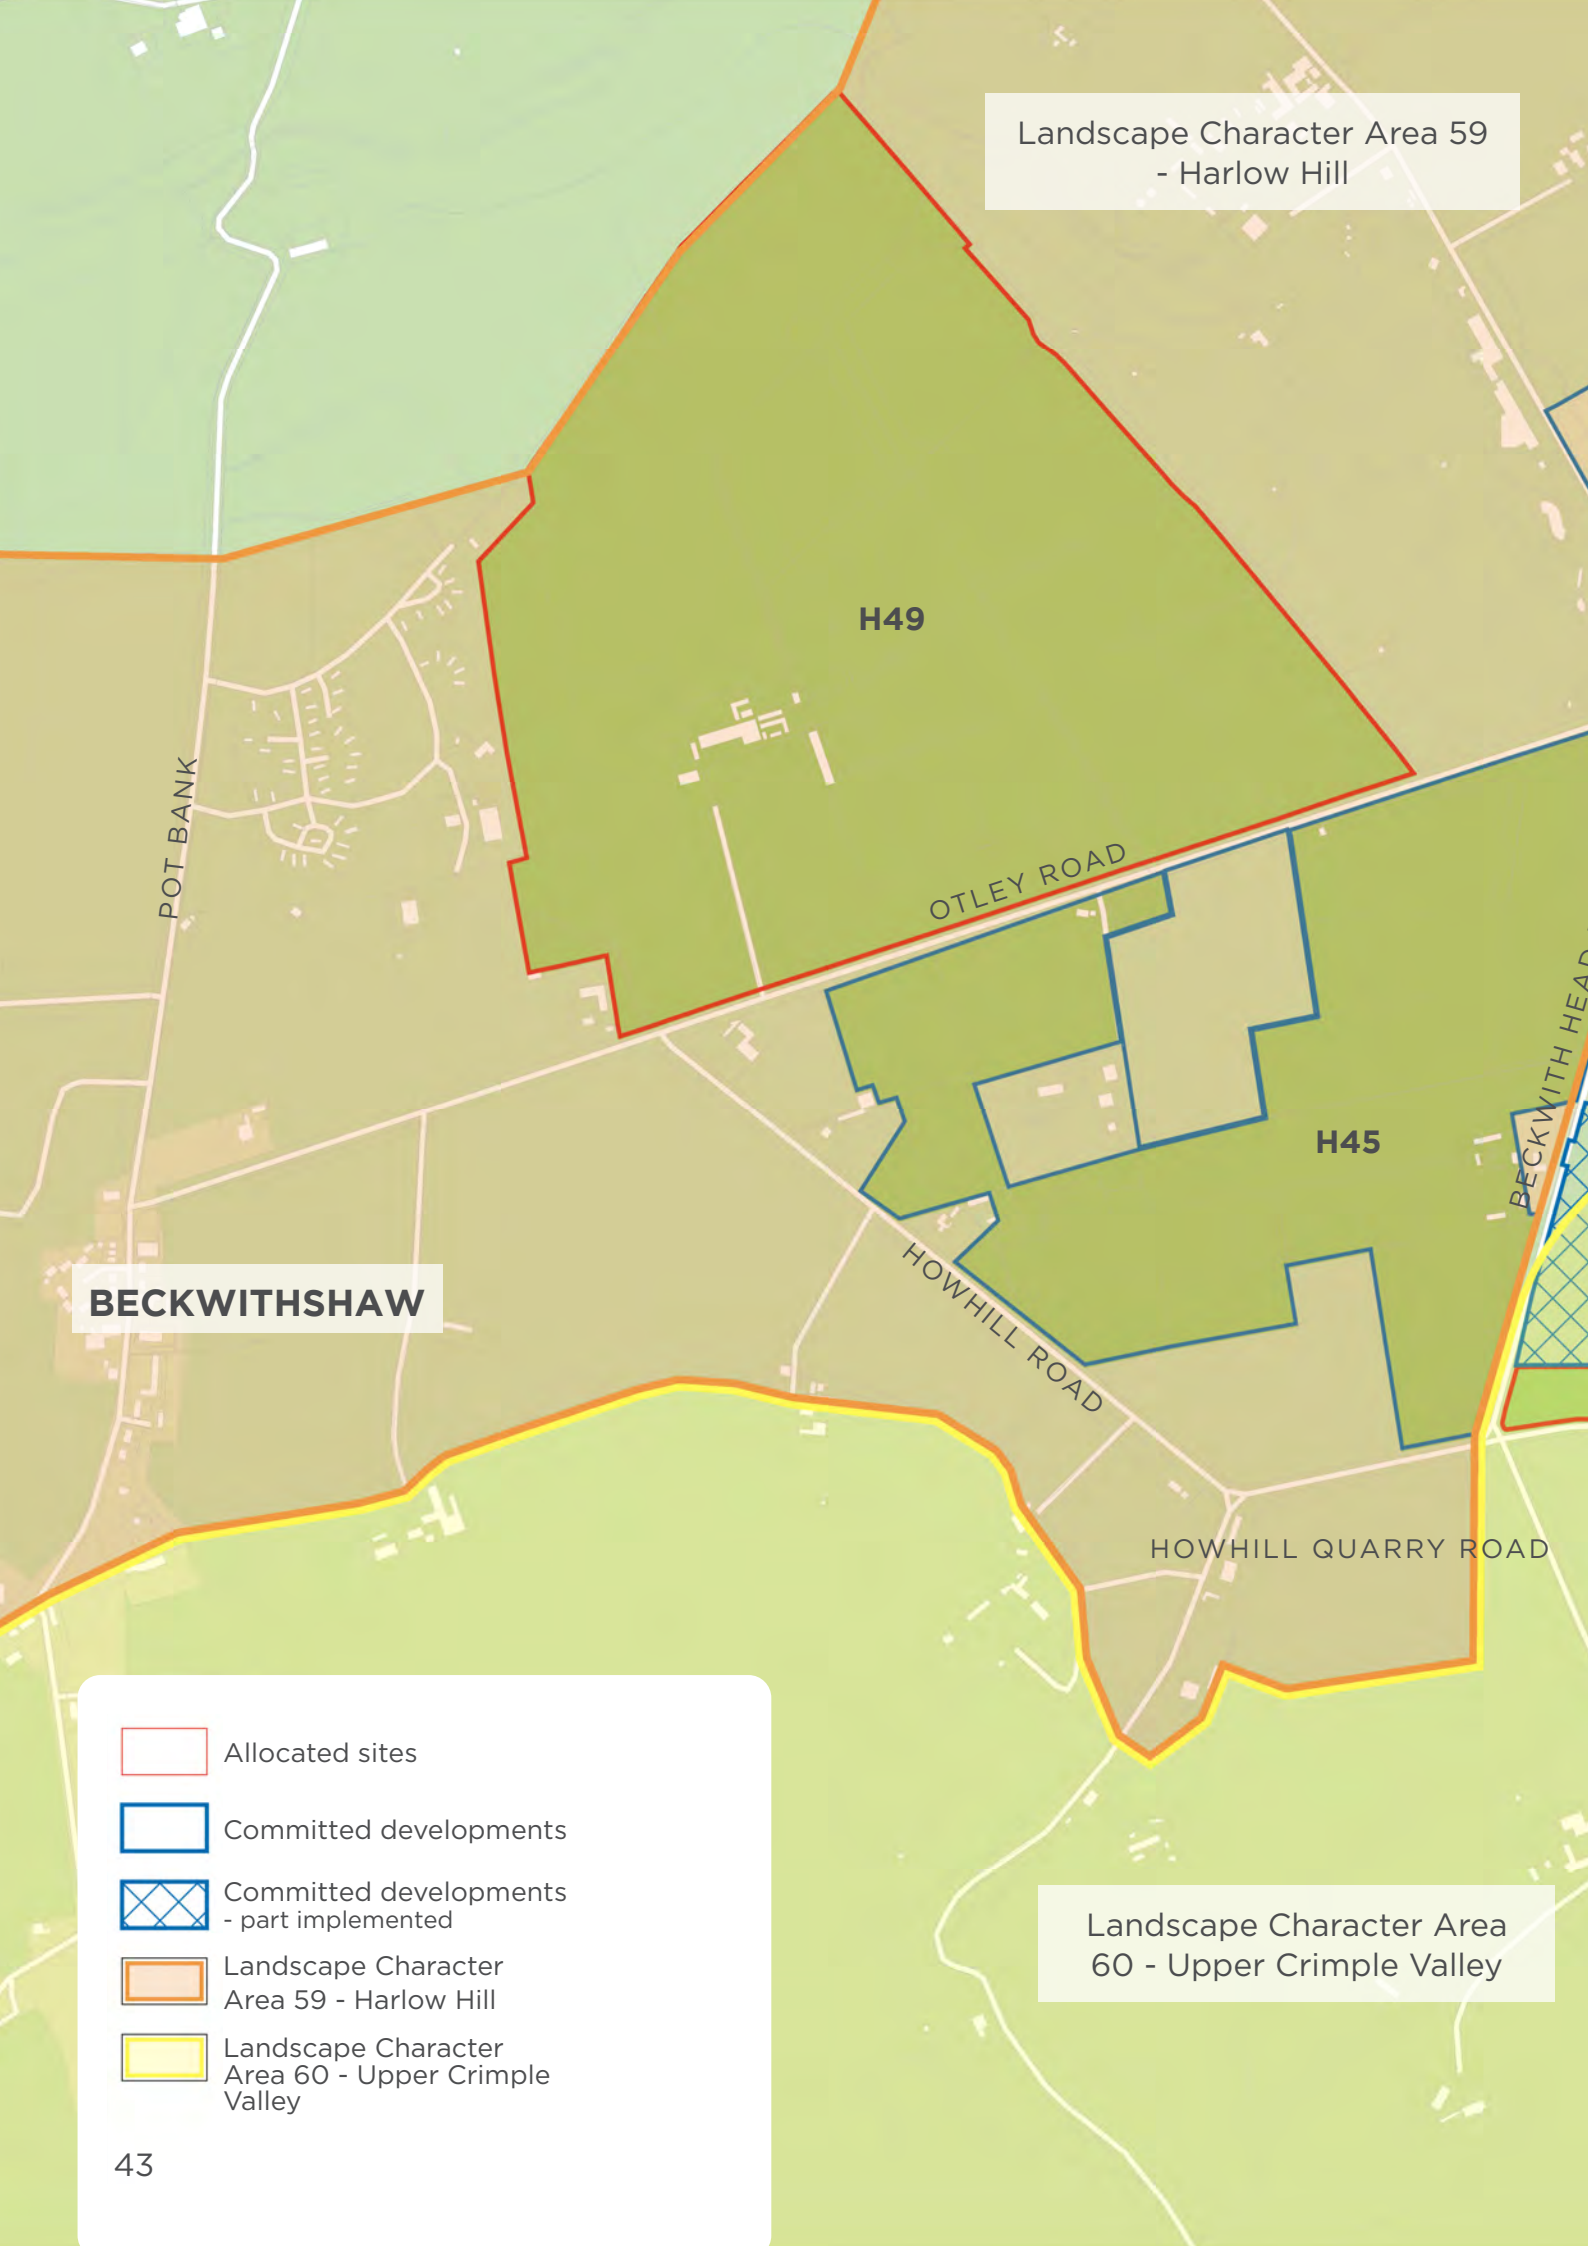 Landscape Character Area 59
- Harlow Hill
H49
POT BANK
OTLEY ROAD
BECKWITH HEAD
H45
BECKWITHSHAW
HOWHILL ROAD
HOWHILL QUARRY ROAD
Landscape Character Area
60 - Upper Crimple Valley
Allocated sites
Committed developments
Committed developments
- part implemented
Landscape Character
Area 59 - Harlow Hill
Landscape Character
Area 60 - Upper Crimple
Valley
43